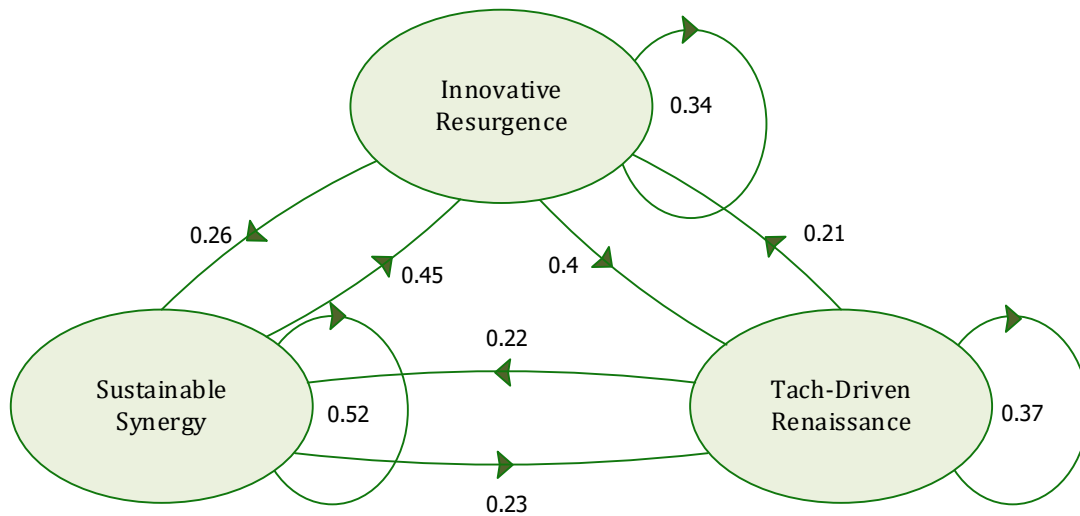 Innovative
Resurgence
0.34
0.26
0.45
0.4
0.21
0.22
Sustainable
Synergy
0.52
Tach-Driven
Renaissance
0.37
0.23